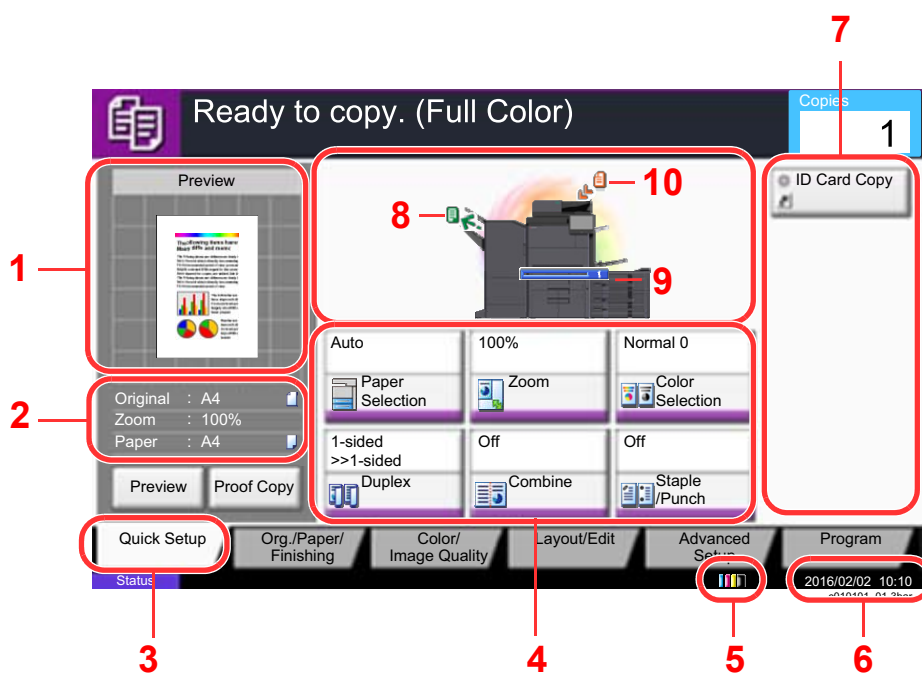 7
Ready to copy. (Full Color)
Copies
1
Preview
10
ID Card Copy
8
1
9
Auto
100%
Normal 0
Paper
Selection
Zoom
Color
Selection
2
Original : A4
Zoom : 100%
Paper : A4
1-sided
>>1-sided
Off
Off
Duplex
Combine
Staple
/Punch
Preview
Proof Copy
Quick Setup
Org./Paper/
Finishing
Color/
Image Quality
Layout/Edit
Advanced
Setup
Program
Status
2016/02/02 10:10
3
4
5
6